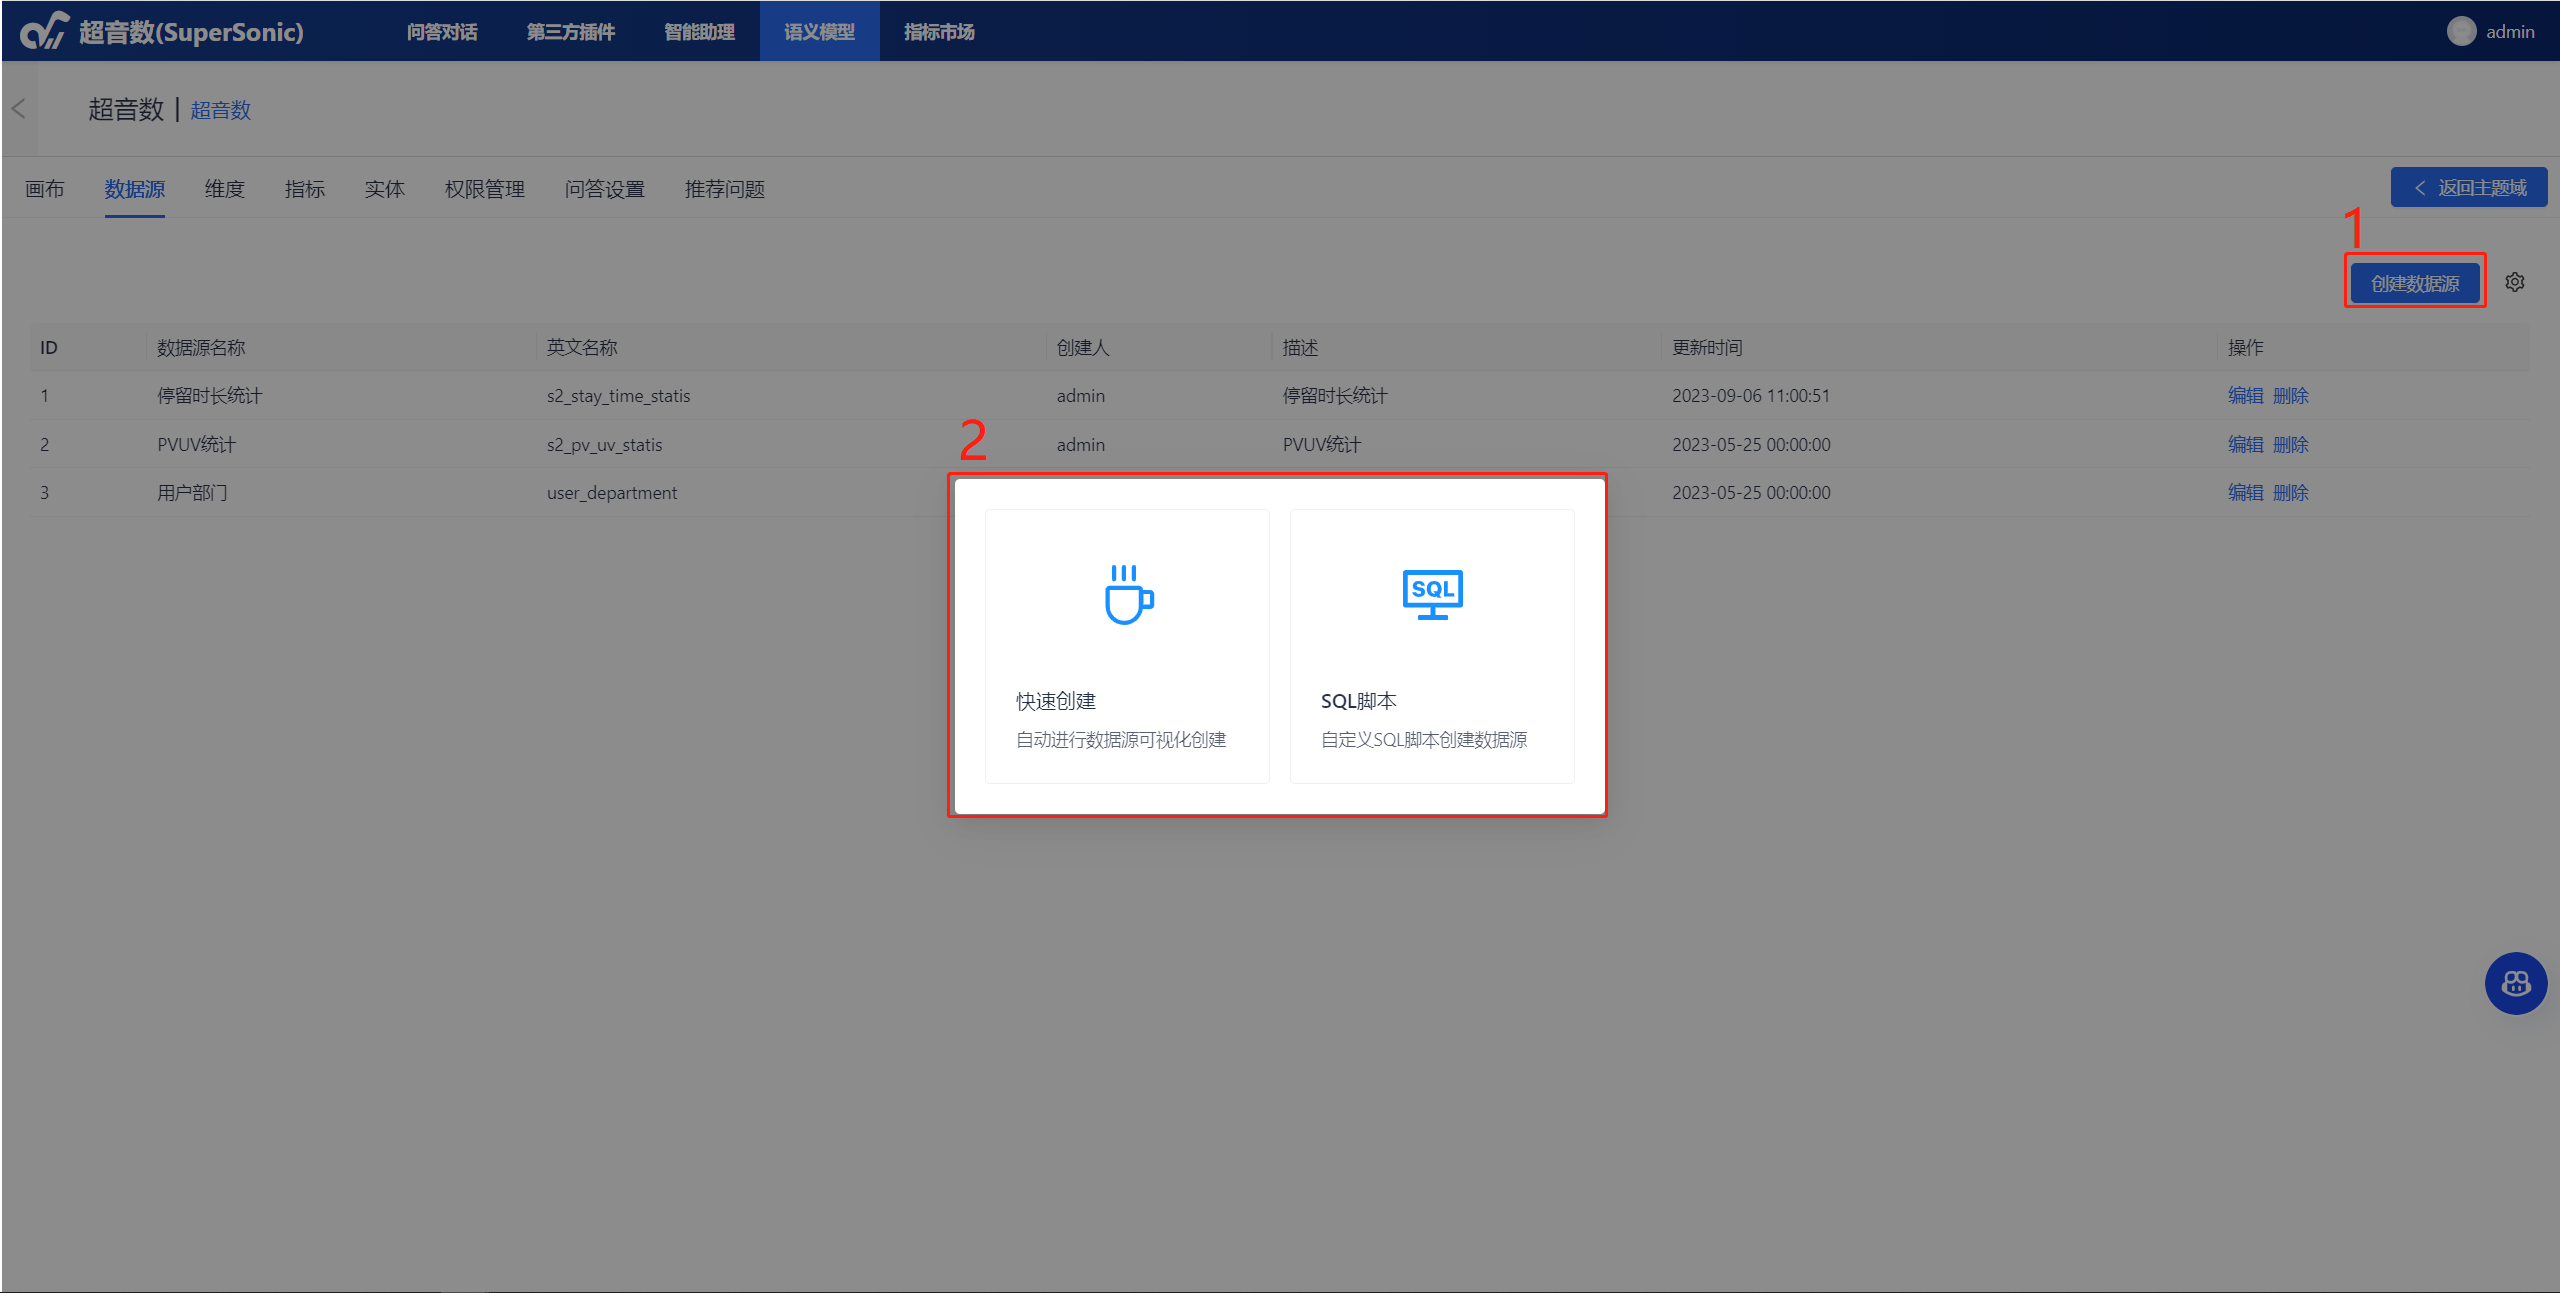 超音数(SuperSonic) 问答对话 第三方插件 智能助理 语义模型 指标市场 admin
超音数 | 超音数
画布 数据源 维度 指标 实体 权限管理 问答设置 推荐问题 返回主题域
1
创建数据源
ID 数据源名称 英文名称 创建人 描述 更新时间 操作
1 停留时长统计 s2_stay_time_statis admin 停留时长统计 2023-09-06 11:00:51 编辑 删除
2 PVUV统计 s2_pv_uv_statis admin PVUV统计 2023-05-25 00:00:00 编辑 删除
2
3 用户部门 user_department 2023-05-25 00:00:00 编辑 删除
SQL
快速创建 SQL脚本
自动进行数据源可视化创建 自定义SQL脚本创建数据源